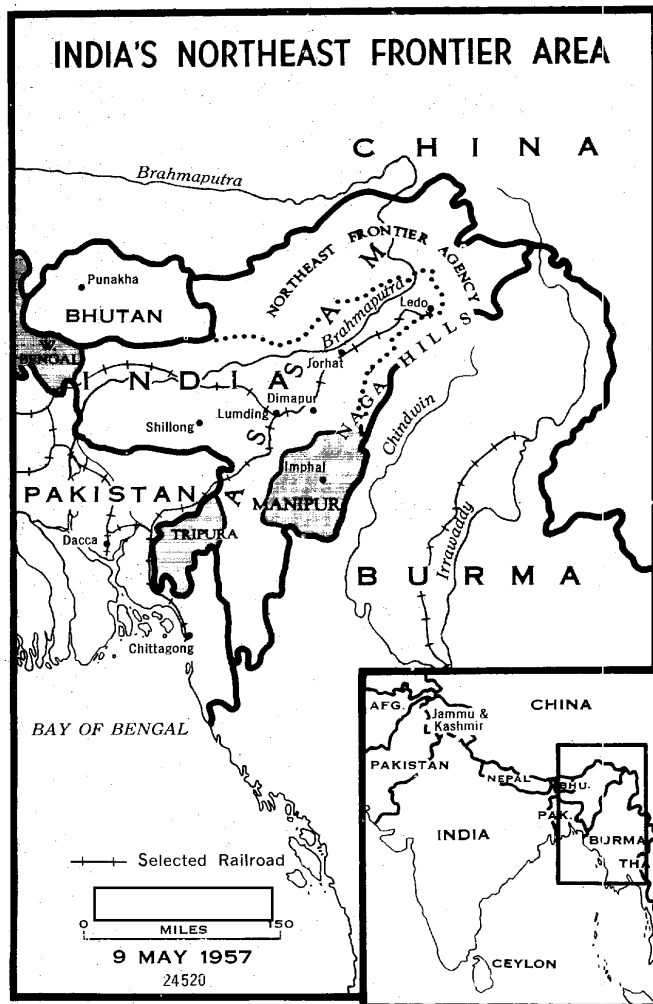 INDIA'S NORTHEAST FRONTIER AREA
CHINA
Brahmaputra
NORTHEAST FRONTIER AGENCY
Punakha
BHUTAN
Brahmaputra
Ledo
W. BENGAL
INDIA
ASSAM
Jorhat
NAGA HILLS
Dimapur
Lumding
Shillong
Chindwin
Imphal
MANIPUR
PAKISTAN
TRIPURA
Dacca
Irrawaddy
BURMA
Chittagong
BAY OF BENGAL
Selected Railroad
0 150
MILES
9 MAY 1957
24520
AFG.
Jammu &
Kashmir
CHINA
PAKISTAN
NEPAL
BHU.
PAK.
INDIA
BURMA
THA
CEYLON